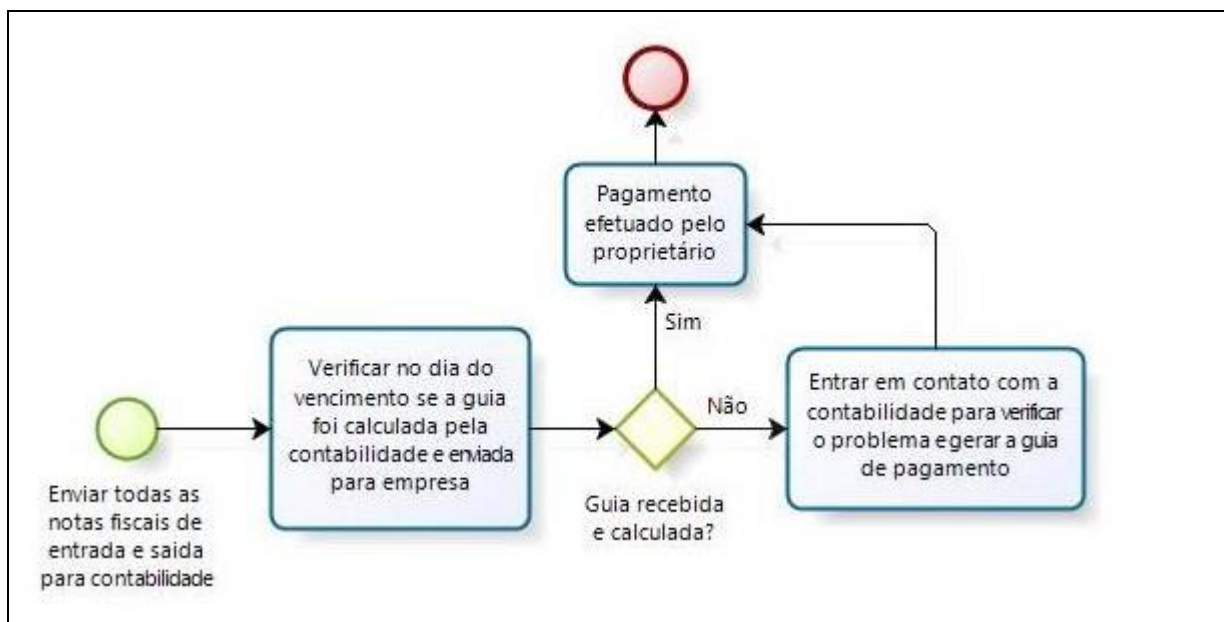 Enviar todas as
notas fiscais de
entrada e saida
para contabilidade
Verificar no dia do
vencimento se a guia
foi calculada pela
contabilidade e enviada
para empresa
Guia recebida
e calculada?
Sim
Pagamento
efetuado pelo
proprietário
Não
Entrar em contato com a
contabilidade para verificar
o problema e gerar a guia
de pagamento